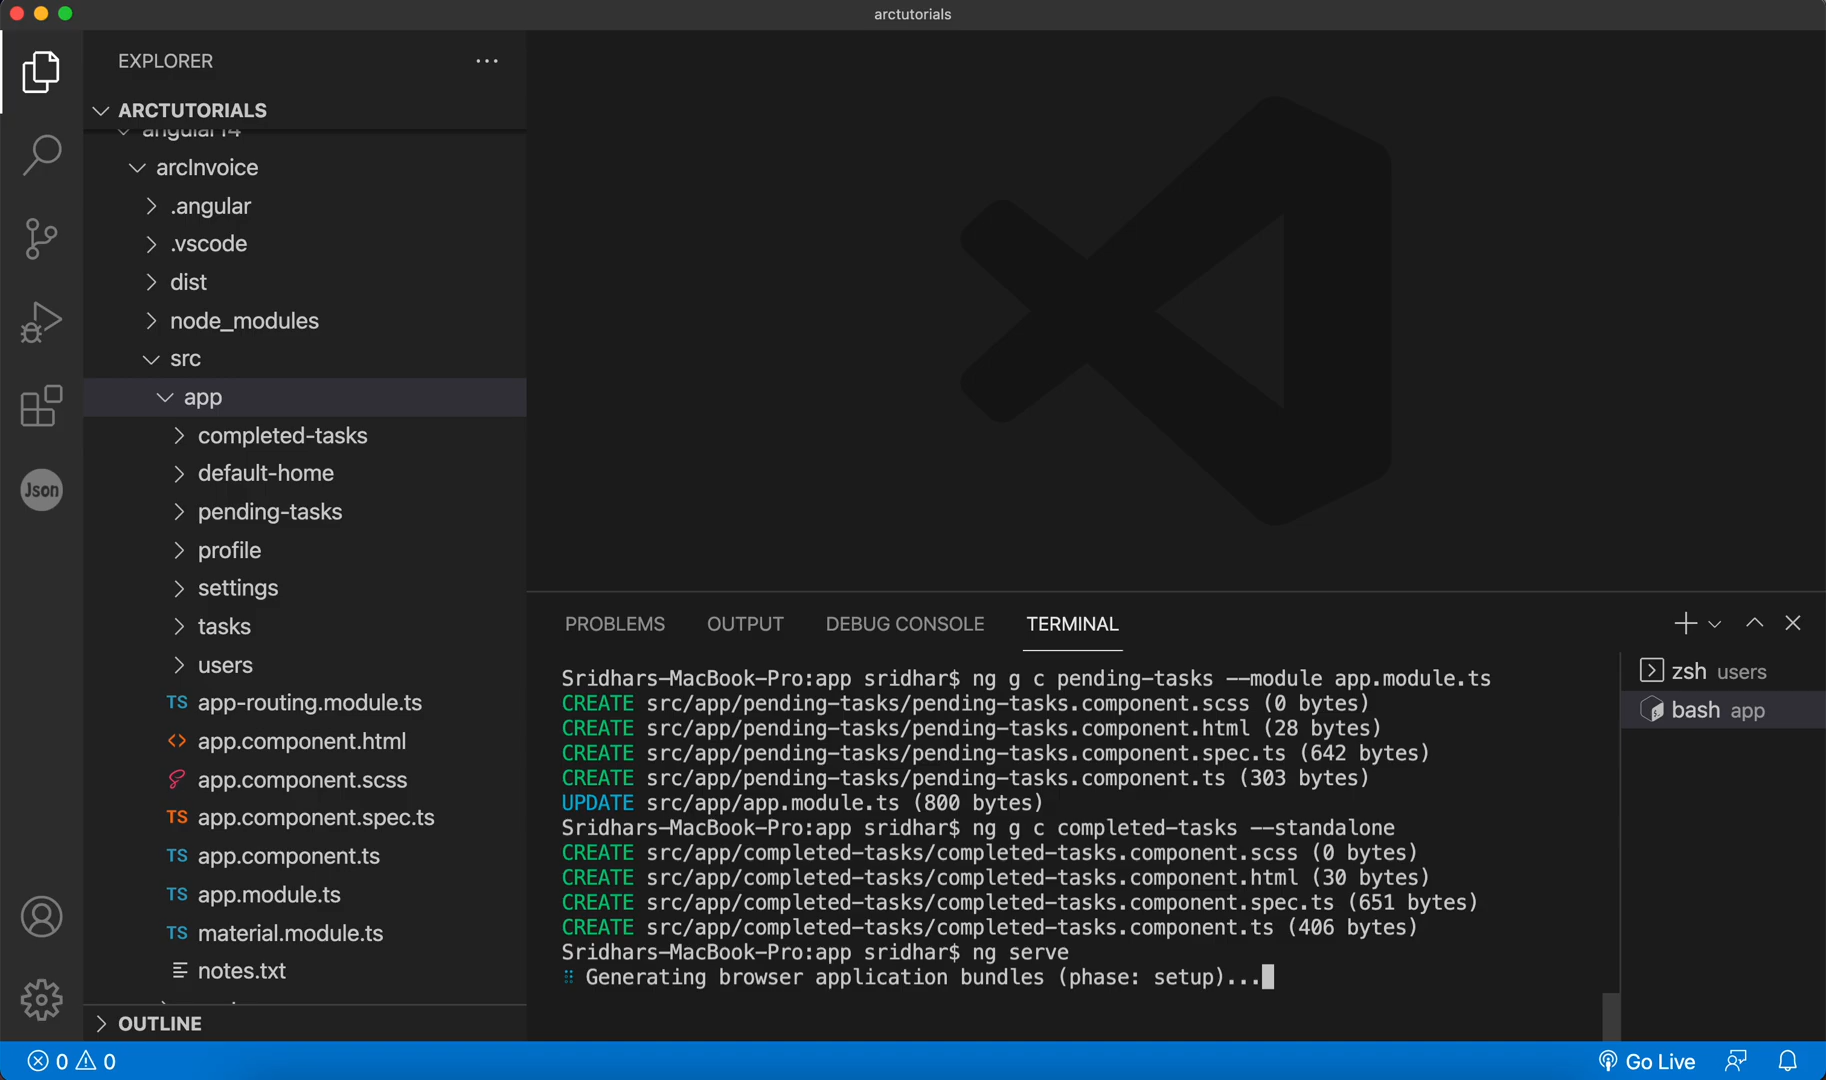 arctutorials
EXPLORER
ARCTUTORIALS
angular14
arcInvoice
.angular
.vscode
dist
node_modules
src
app
completed-tasks
default-home
pending-tasks
profile
settings
tasks
users
TS app-routing.module.ts
<> app.component.html
app.component.scss
TS app.component.spec.ts
TS app.component.ts
TS app.module.ts
TS material.module.ts
notes.txt
OUTLINE
Json
PROBLEMS OUTPUT DEBUG CONSOLE TERMINAL
Sridhars-MacBook-Pro:app sridhar$ ng g c pending-tasks --module app.module.ts
CREATE src/app/pending-tasks/pending-tasks.component.scss (0 bytes)
CREATE src/app/pending-tasks/pending-tasks.component.html (28 bytes)
CREATE src/app/pending-tasks/pending-tasks.component.spec.ts (642 bytes)
CREATE src/app/pending-tasks/pending-tasks.component.ts (303 bytes)
UPDATE src/app/app.module.ts (800 bytes)
Sridhars-MacBook-Pro:app sridhar$ ng g c completed-tasks --standalone
CREATE src/app/completed-tasks/completed-tasks.component.scss (0 bytes)
CREATE src/app/completed-tasks/completed-tasks.component.html (30 bytes)
CREATE src/app/completed-tasks/completed-tasks.component.spec.ts (651 bytes)
CREATE src/app/completed-tasks/completed-tasks.component.ts (406 bytes)
Sridhars-MacBook-Pro:app sridhar$ ng serve
Generating browser application bundles (phase: setup)...
zsh users
bash app
0 0
Go Live